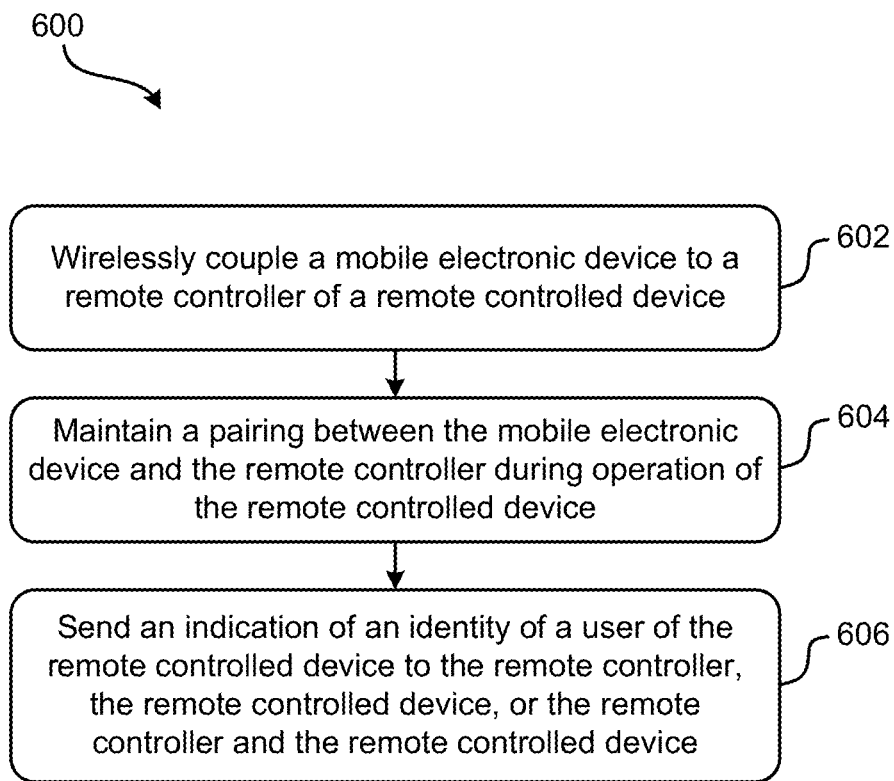 600
Wirelessly couple a mobile electronic device to a
remote controller of a remote controlled device
602
Maintain a pairing between the mobile electronic
device and the remote controller during operation of
the remote controlled device
604
Send an indication of an identity of a user of the
remote controlled device to the remote controller,
the remote controlled device, or the remote
controller and the remote controlled device
606